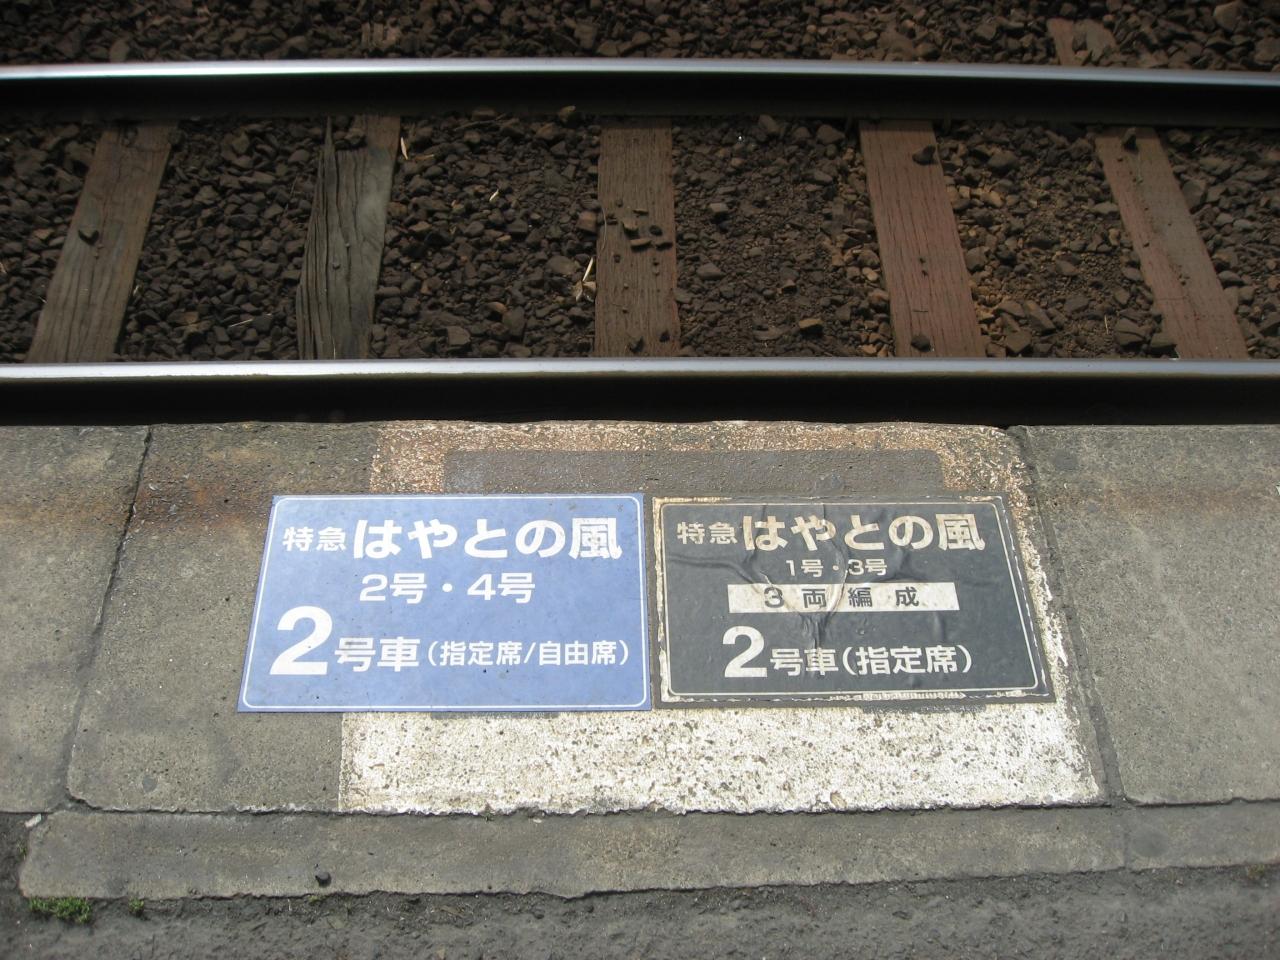 特急 はやとの風
2号・4号
2号車(指定席/自由席)
特急 はやとの風
1号・3号
3両編成
2号車(指定席)